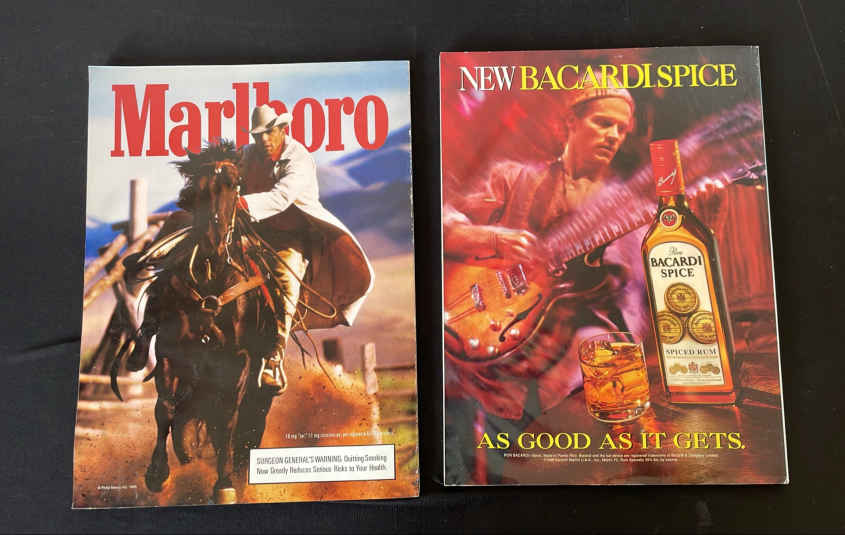 Marlboro
SURGEON GENERAL'S WARNING: Quitting Smoking
Now Greatly Reduces Serious Risks to Your Health.
NEW BACARDI SPICE
BACARDI
SPICE
SPICED RUM
AS GOOD AS IT GETS.